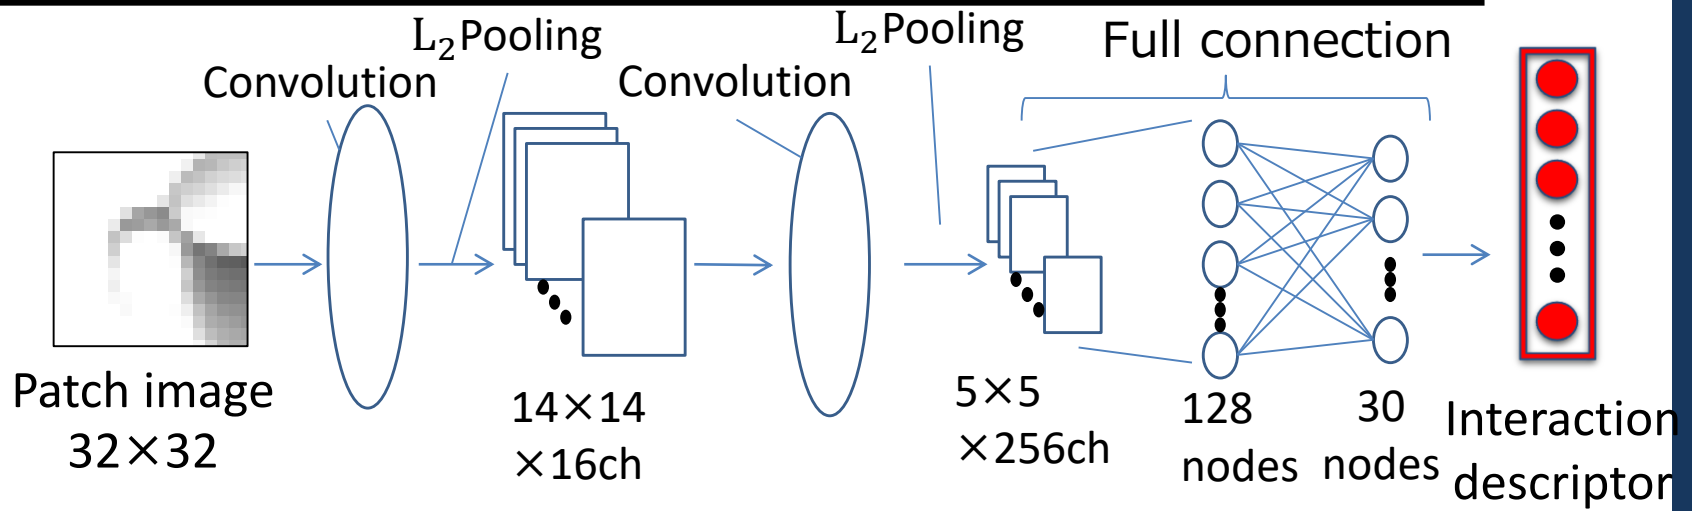 L₂Pooling
L₂Pooling
Full connection
Convolution
Convolution
Patch image
32×32
14×14
×16ch
5×5
×256ch
128
nodes
30
nodes
Interaction
descriptor